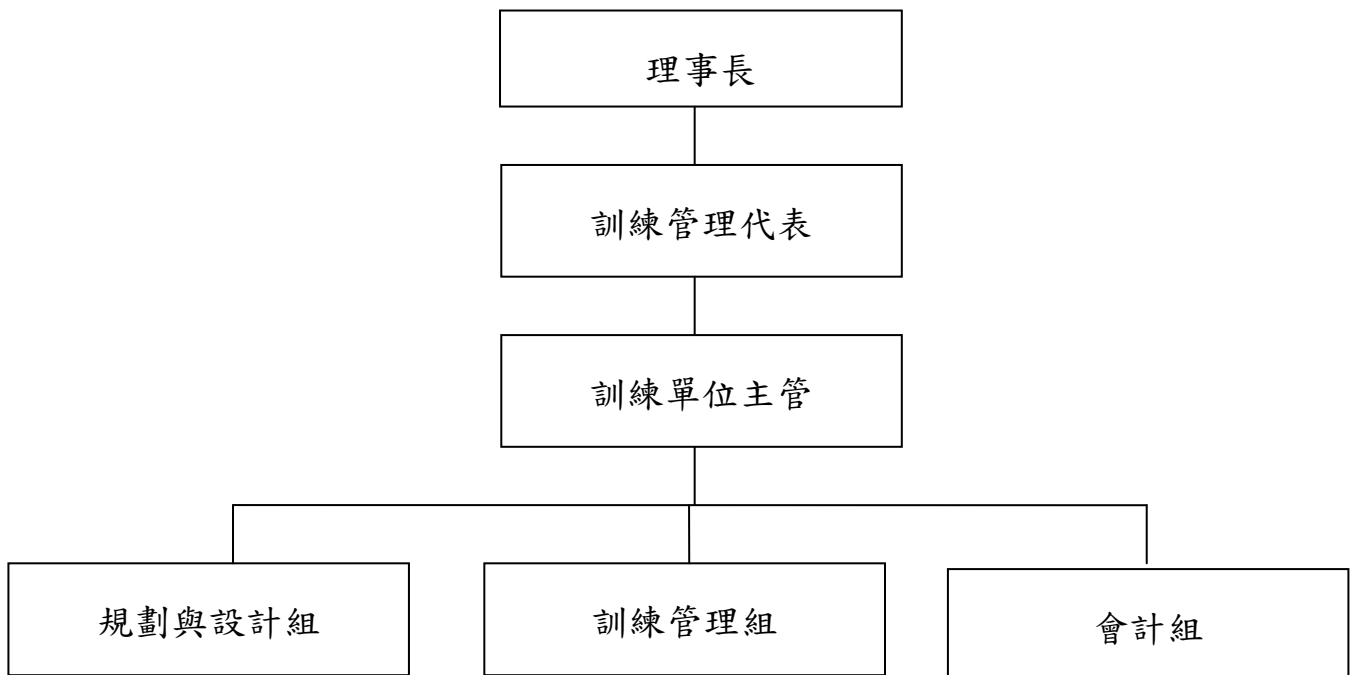 理事長
訓練管理代表
訓練單位主管
規劃與設計組
訓練管理組
會計組